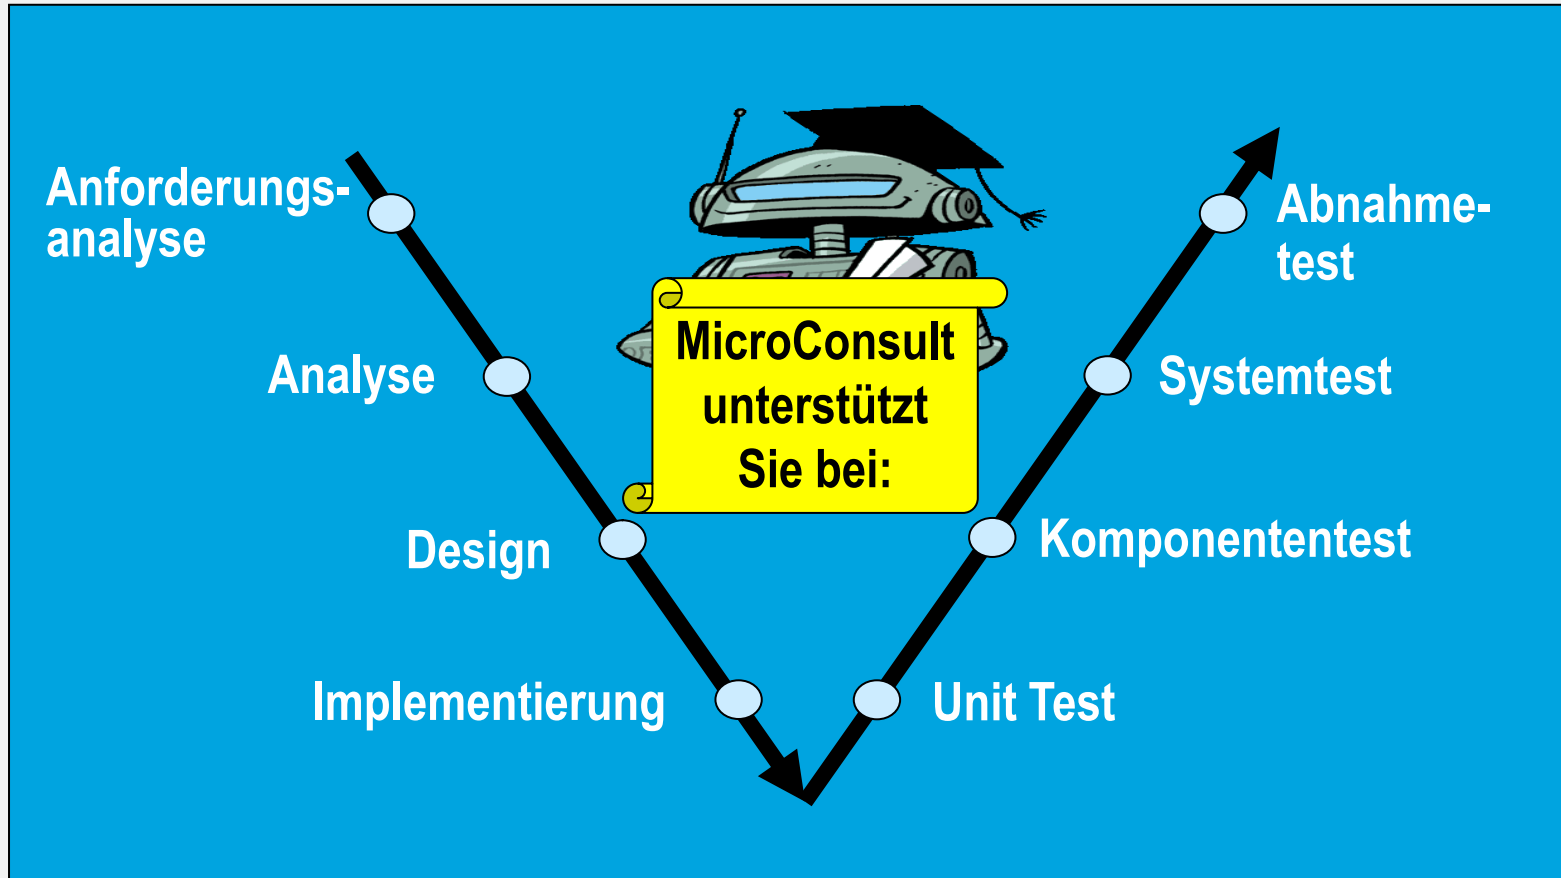 Anforderungs-
analyse
Analyse
Design
Implementierung
MicroConsult
unterstützt
Sie bei:
Abnahme-
test
Systemtest
Komponententest
Unit Test